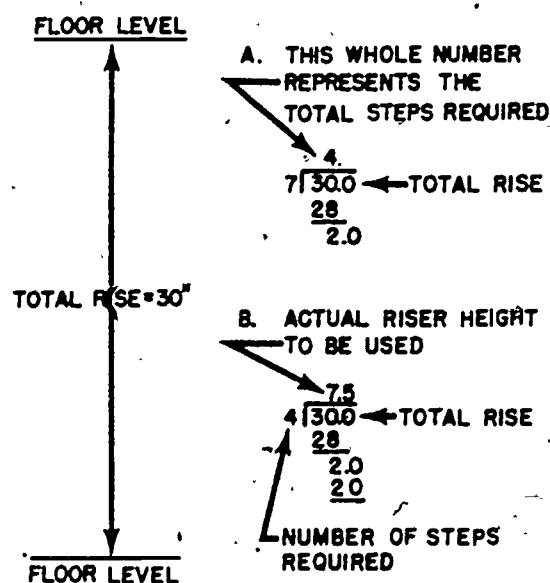 FLOOR LEVEL
A. THIS WHOLE NUMBER
REPRESENTS THE
TOTAL STEPS REQUIRED
4.
7 30.0 TOTAL RISE
28
2.0
TOTAL RISE=30"
B. ACTUAL RISER HEIGHT
TO BE USED
7.5
4 30.0 TOTAL RISE
28
2.0
20
NUMBER OF STEPS
REQUIRED
FLOOR LEVEL